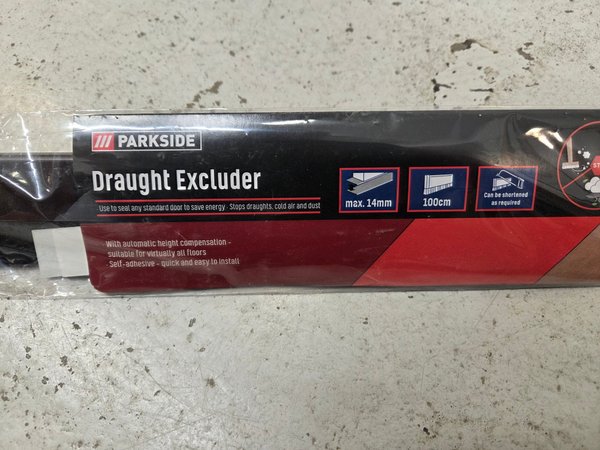 PARKSIDE
Draught Excluder
Use to seal any standard door to save energy · Stops draughts, cold air and dust
max. 14mm
100cm
Can be shortened
as required
With automatic height compensation -
suitable for virtually all floors
· Self-adhesive - quick and easy to install
ST